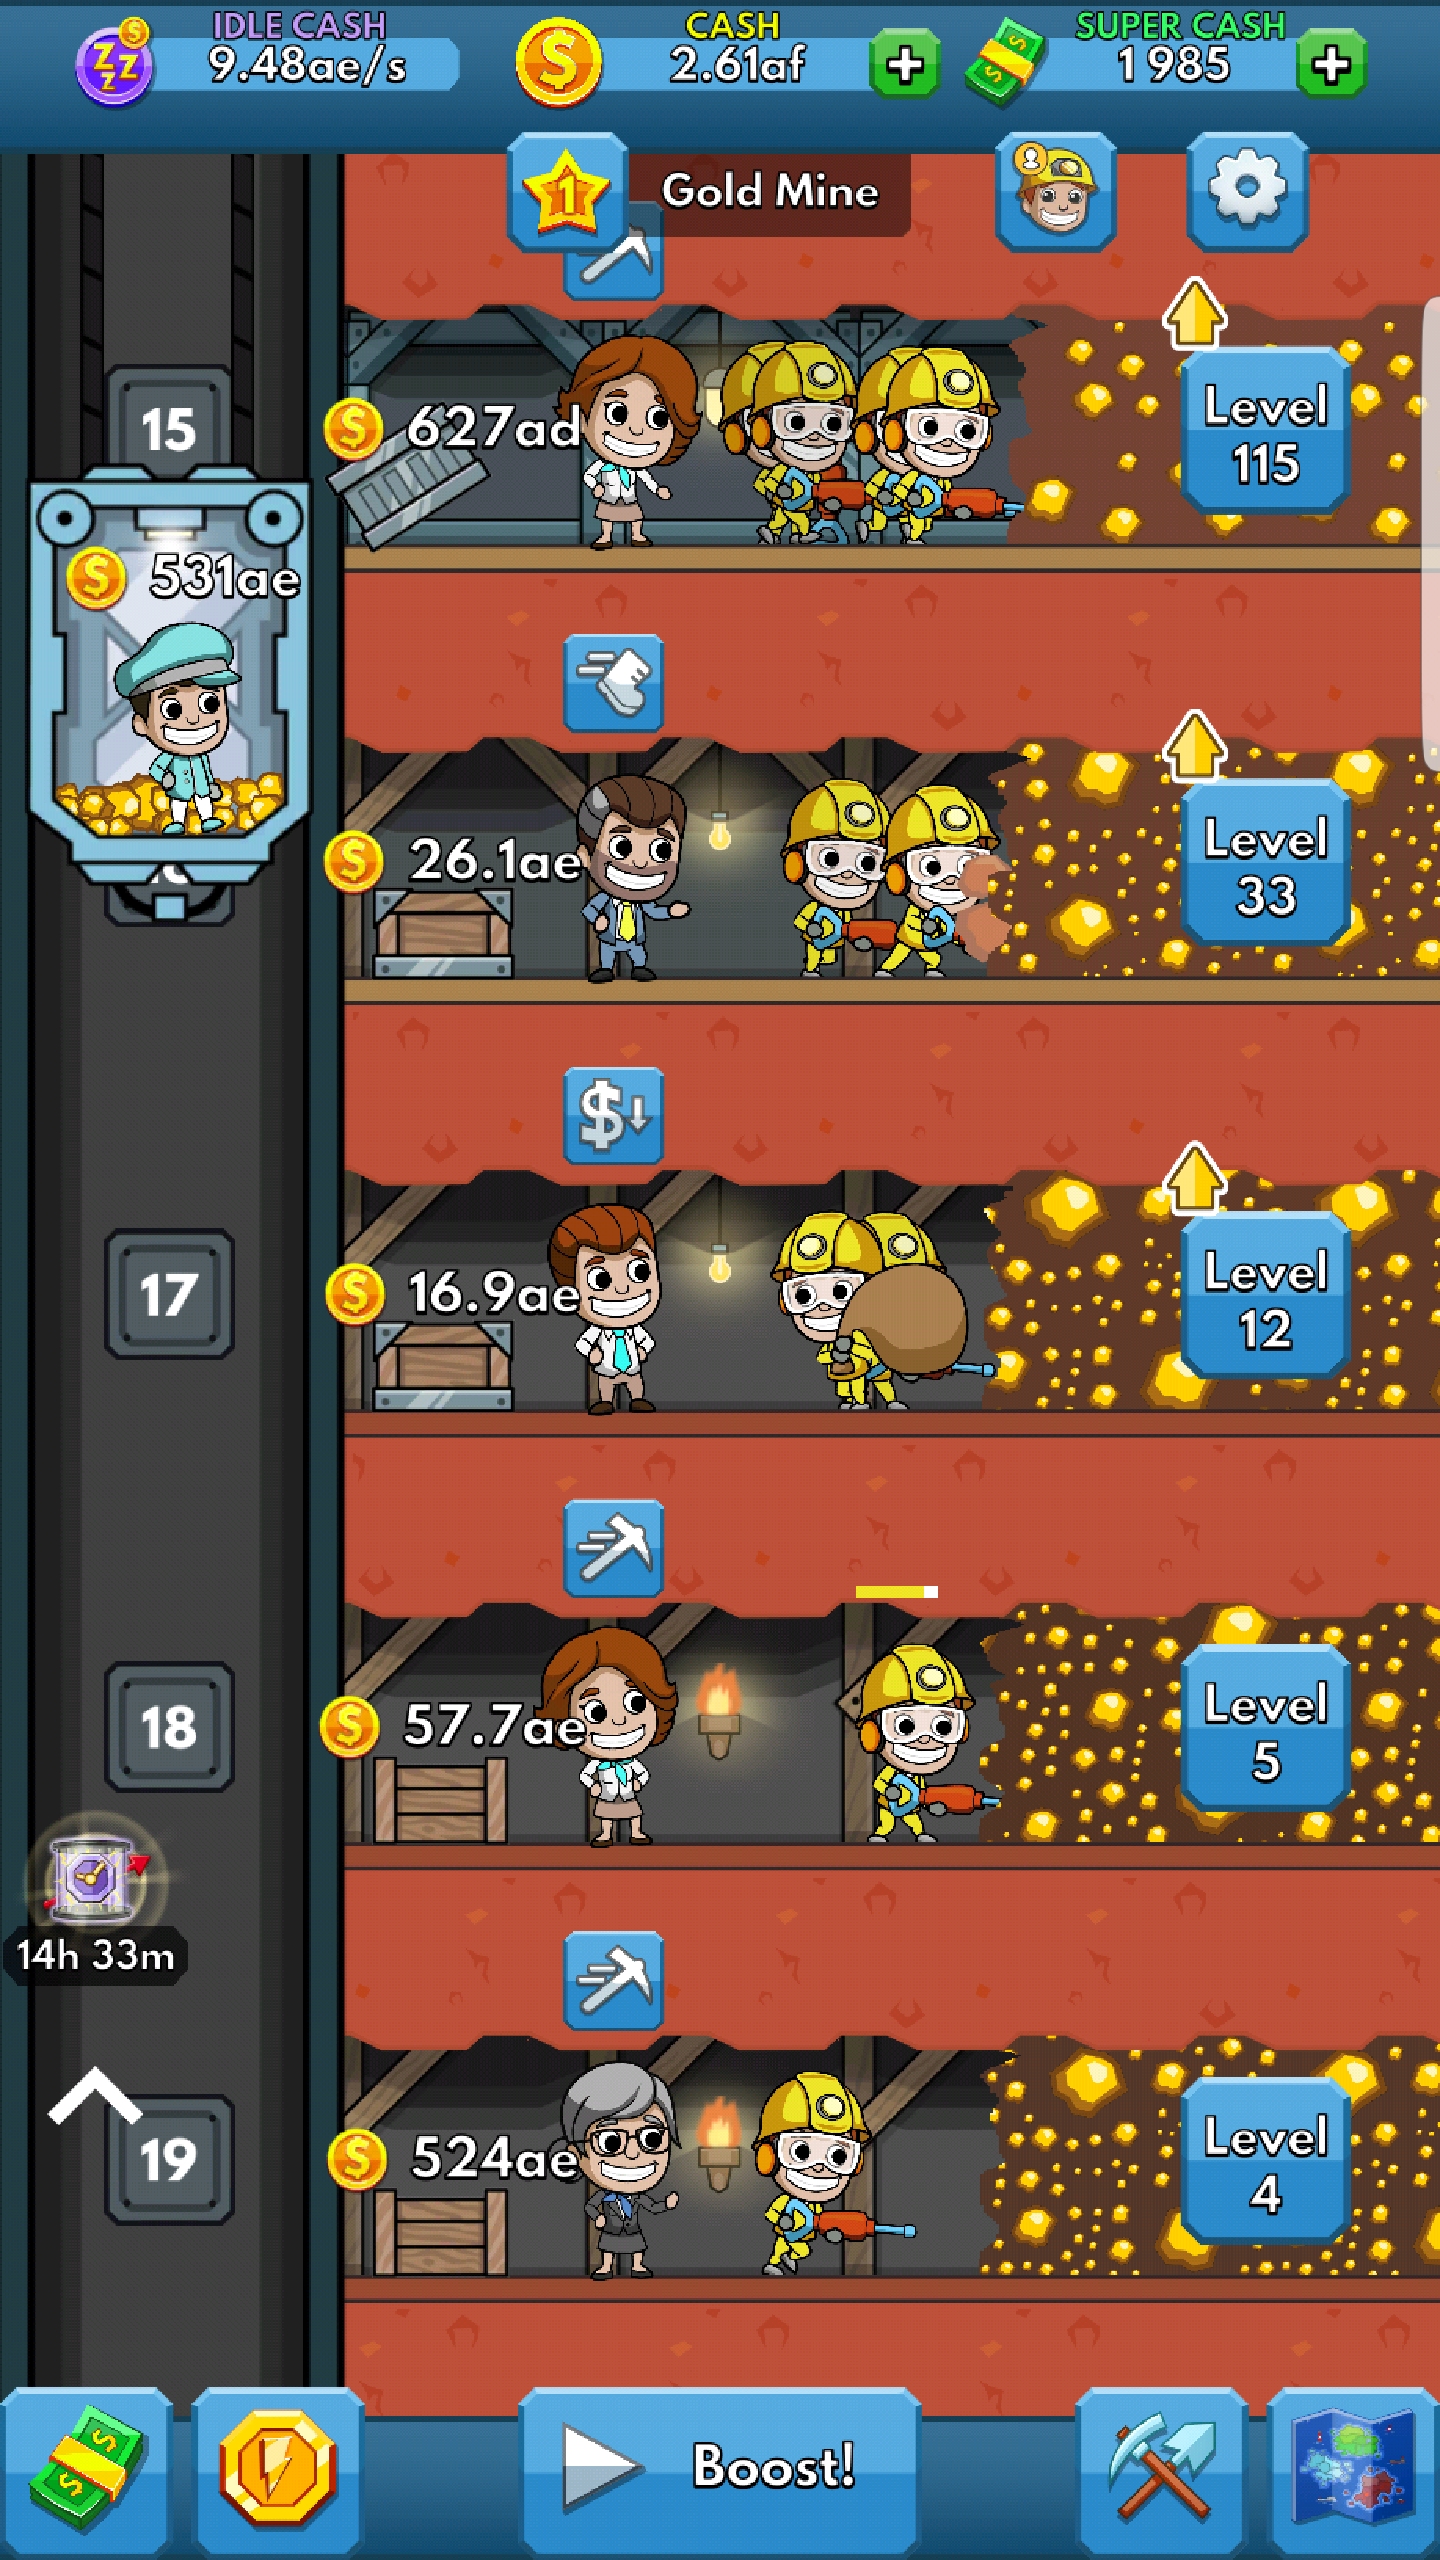 IDLE CASH
9.48ae/s
CASH
2.61af
SUPER CASH
1985
1
Gold Mine
15
627ad
Level
115
531ae
26.1ae
Level
33
17
16.9ae
Level
12
18
57.7ae
Level
5
14h 33m
19
524ae
Level
4
Boost!